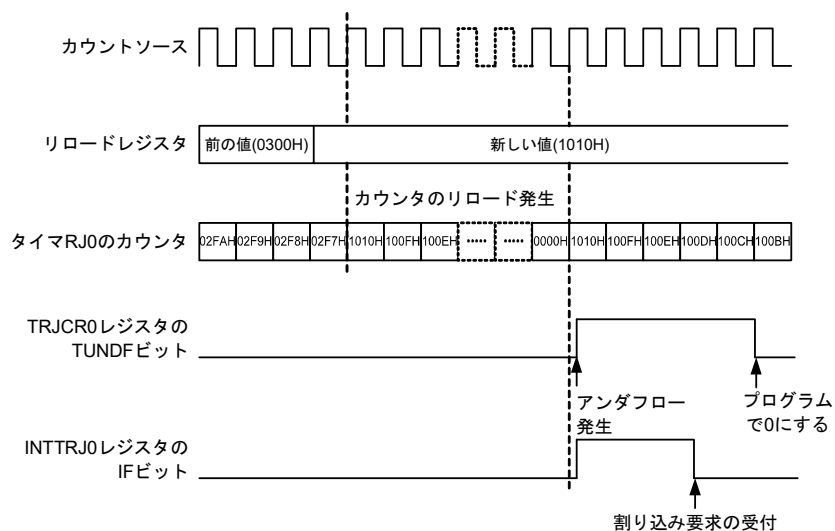 カウントソース
リロードレジスタ
前の値(0300H)
新しい値(1010H)
カウンタのリロード発生
タイマRJ0のカウンタ
02FAH 02F9H 02F8H 02F7H 1010H 100FH 100EH ..... ..... 0000H 1010H 100FH 100EH 100DH 100CH 100BH
TRJCR0レジスタの
TUNDFビット
アンダフロー
発生
プログラム
で0にする
INTTRJ0レジスタの
IFビット
割り込み要求の受付